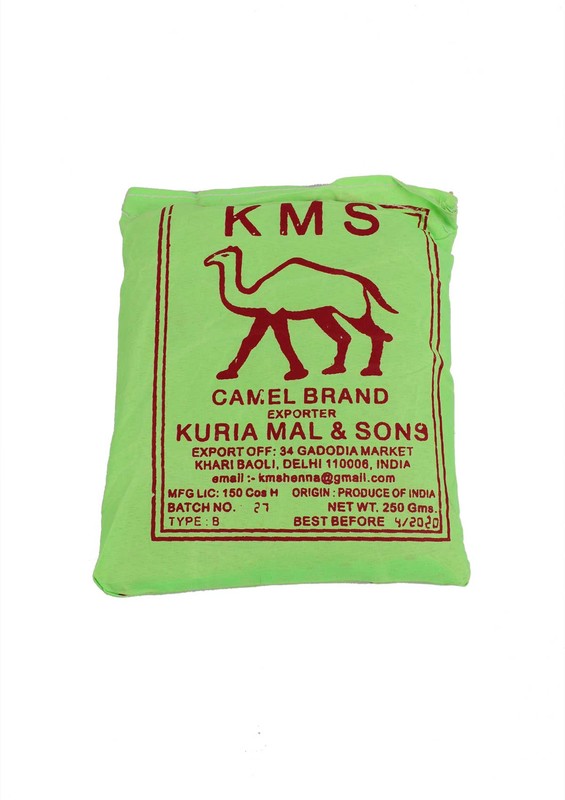 KMS
CAMEL BRAND
EXPORTER
KURIA MAL & SONS
EXPORT OFF: 34 GADODIA MARKET
KHARI BAOLI, DELHI 110006, INDIA
email :- kmshenna@gmail.com
MFG LIC: 150 Cos H ORIGIN : PRODUCE OF INDIA
BATCH NO. 27 NET WT. 250 Gms.
TYPE : B BEST BEFORE 4/2020